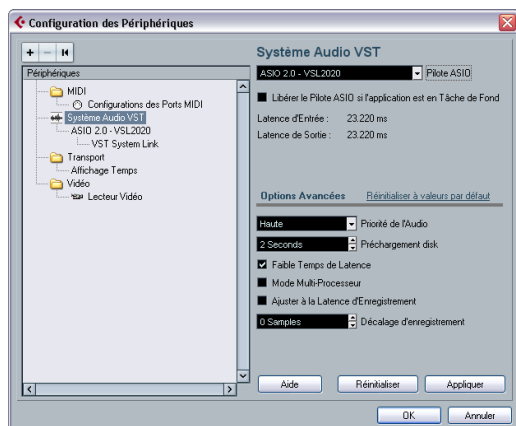 Configuration des Périphériques
Périphériques
MIDI
Configurations des Ports MIDI
Système Audio VST
ASIO 2.0 - VSL2020
VST System Link
Transport
Affichage Temps
Vidéo
Lecteur Vidéo
Système Audio VST
ASIO 2.0 - VSL2020 Pilote ASIO
Libérer le Pilote ASIO si l'application est en Tâche de Fond
Latence d'Entrée : 23.220 ms
Latence de Sortie : 23.220 ms
Options Avancées Réinitialiser à valeurs par défaut
Haute Priorité de l'Audio
2 Seconds Préchargement disk
Faible Temps de Latence
Mode Multi-Processeur
Ajuster à la Latence d'Enregistrement
0 Samples Décalage d'enregistrement
Aide Réinitialiser Appliquer
OK Annuler